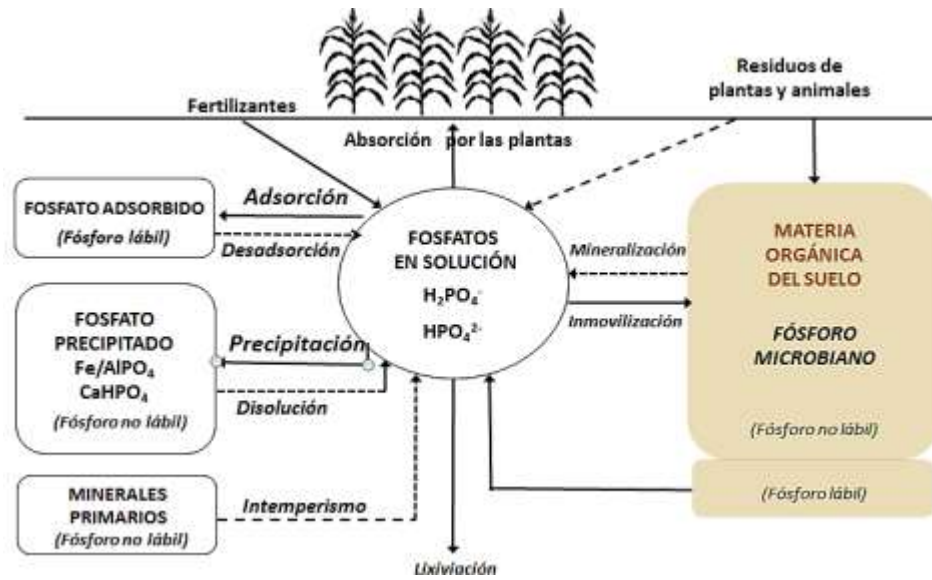 Residuos de
plantas y animales
Fertilizantes
Absorción por las plantas
FOSFATO ADSORBIDO
(Fósforo lábil)
Adsorción
Desadsorción
FOSFATOS
EN SOLUCIÓN
H₂PO₄⁻
HPO₄²⁻
Mineralización
Inmovilización
MATERIA
ORGÁNICA
DEL SUELO
FÓSFORO
MICROBIANO
(Fósforo no lábil)
(Fósforo lábil)
FOSFATO
PRECIPITADO
Fe/AlPO₄
CaHPO₄
(Fósforo no lábil)
Precipitación
Disolución
MINERALES
PRIMARIOS
(Fósforo no lábil)
Intemperismo
Lixiviación